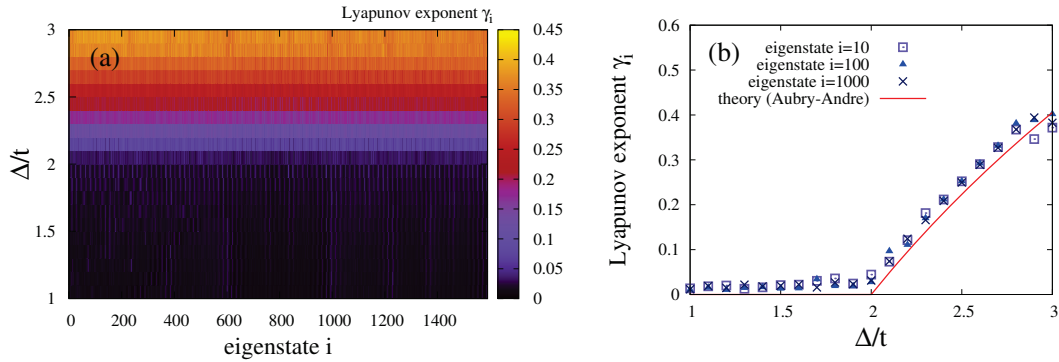 Lyapunov exponent γi
(a)
Δ/t
3
2.5
2
1.5
1
0 200 400 600 800 1000 1200 1400
eigenstate i
0.45
0.4
0.35
0.3
0.25
0.2
0.15
0.1
0.05
0
(b)
eigenstate i=10
eigenstate i=100
eigenstate i=1000
theory (Aubry-Andre)
Lyapunov exponent γi
0.6
0.5
0.4
0.3
0.2
0.1
0
1 1.5 2 2.5 3
Δ/t